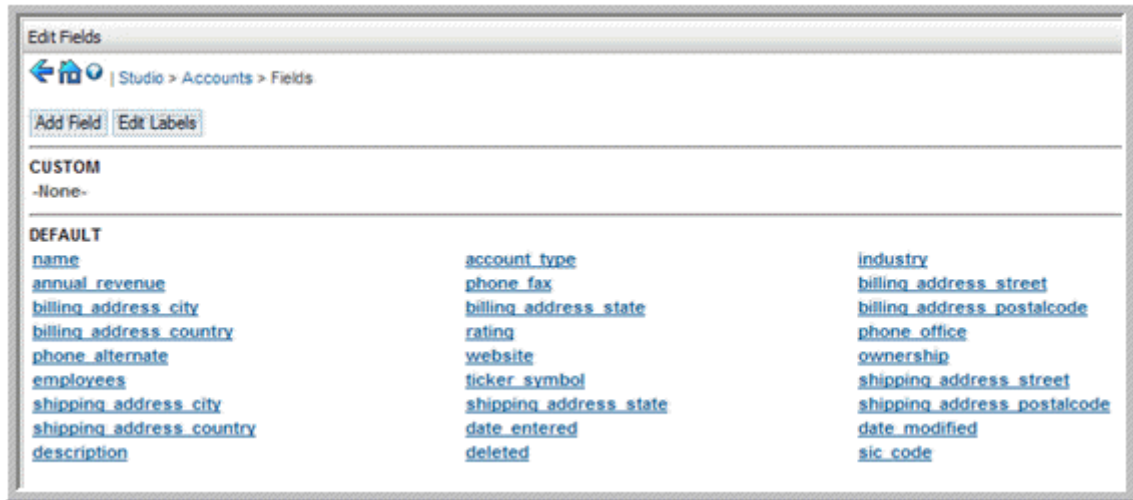 Edit Fields
| Studio > Accounts > Fields
Add Field Edit Labels
CUSTOM
-None-
DEFAULT
name account_type industry
annual_revenue phone_fax billing_address_street
billing_address_city billing_address_state billing_address_postalcode
billing_address_country rating phone_office
phone_alternate website ownership
employees ticker_symbol shipping_address_street
shipping_address_city shipping_address_state shipping_address_postalcode
shipping_address_country date_entered date_modified
description deleted sic_code